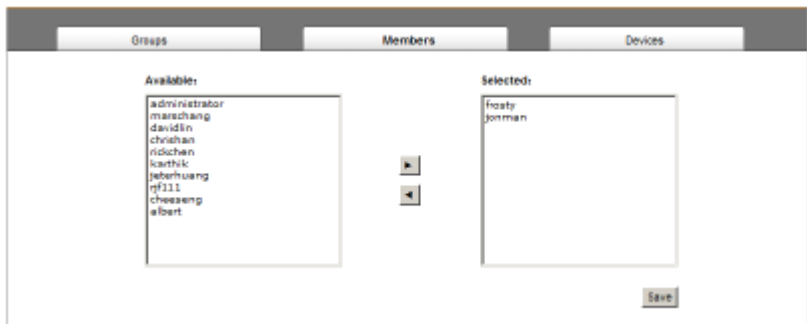 Groups Members Devices
Available: Selected:
administrator
marschang
davidlin
chrishan
rickchen
karthik
jeterhuang
rjf111
cheeseng
albert
frosty
jonman
Save